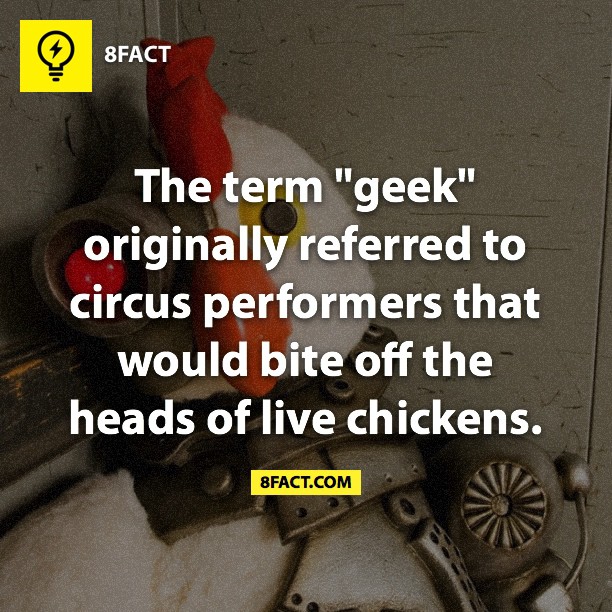 8FACT
The term "geek"
originally referred to
circus performers that
would bite off the
heads of live chickens.
8FACT.COM